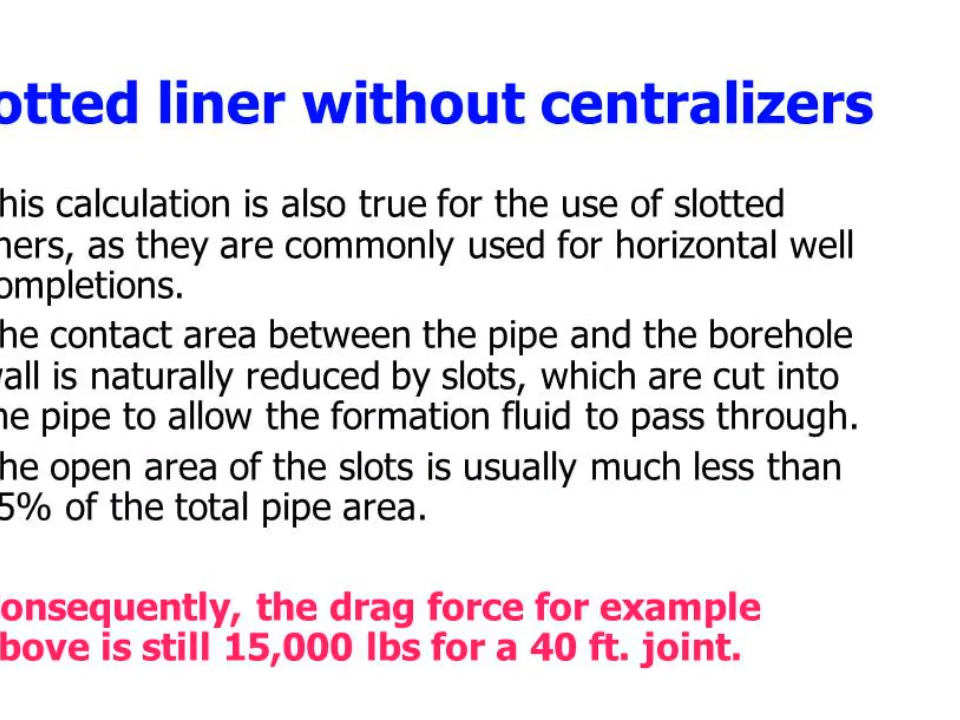 otted liner without centralizers
his calculation is also true for the use of slotted
ners, as they are commonly used for horizontal well
ompletions.
he contact area between the pipe and the borehole
all is naturally reduced by slots, which are cut into
he pipe to allow the formation fluid to pass through.
he open area of the slots is usually much less than
5% of the total pipe area.
onsequently, the drag force for example
bove is still 15,000 lbs for a 40 ft. joint.